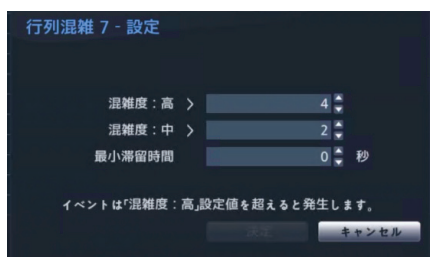 行列混雑 7 - 設定
混雑度：高 > 4
混雑度：中 > 2
最小滞留時間 0 秒
イベントは「混雑度：高」設定値を超えると発生します。
決定 キャンセル